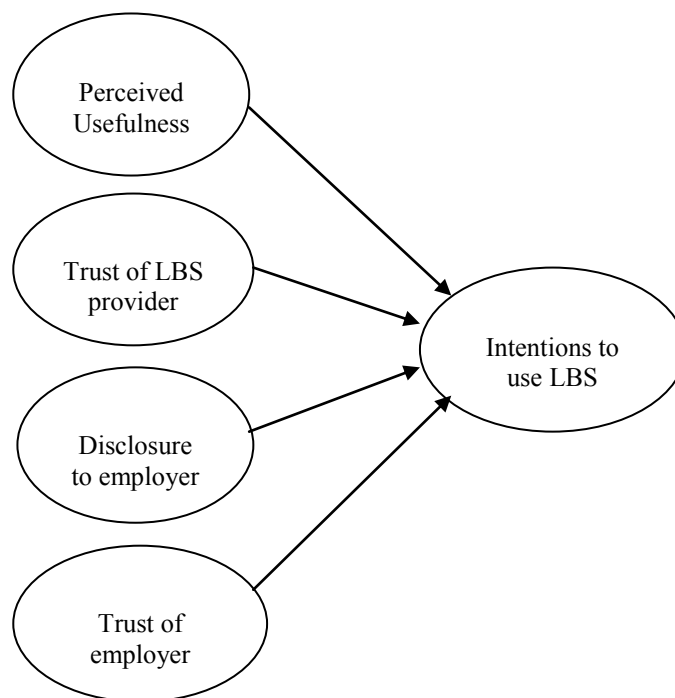 Perceived
Usefulness
Trust of LBS
provider
Intentions to
use LBS
Disclosure
to employer
Trust of
employer